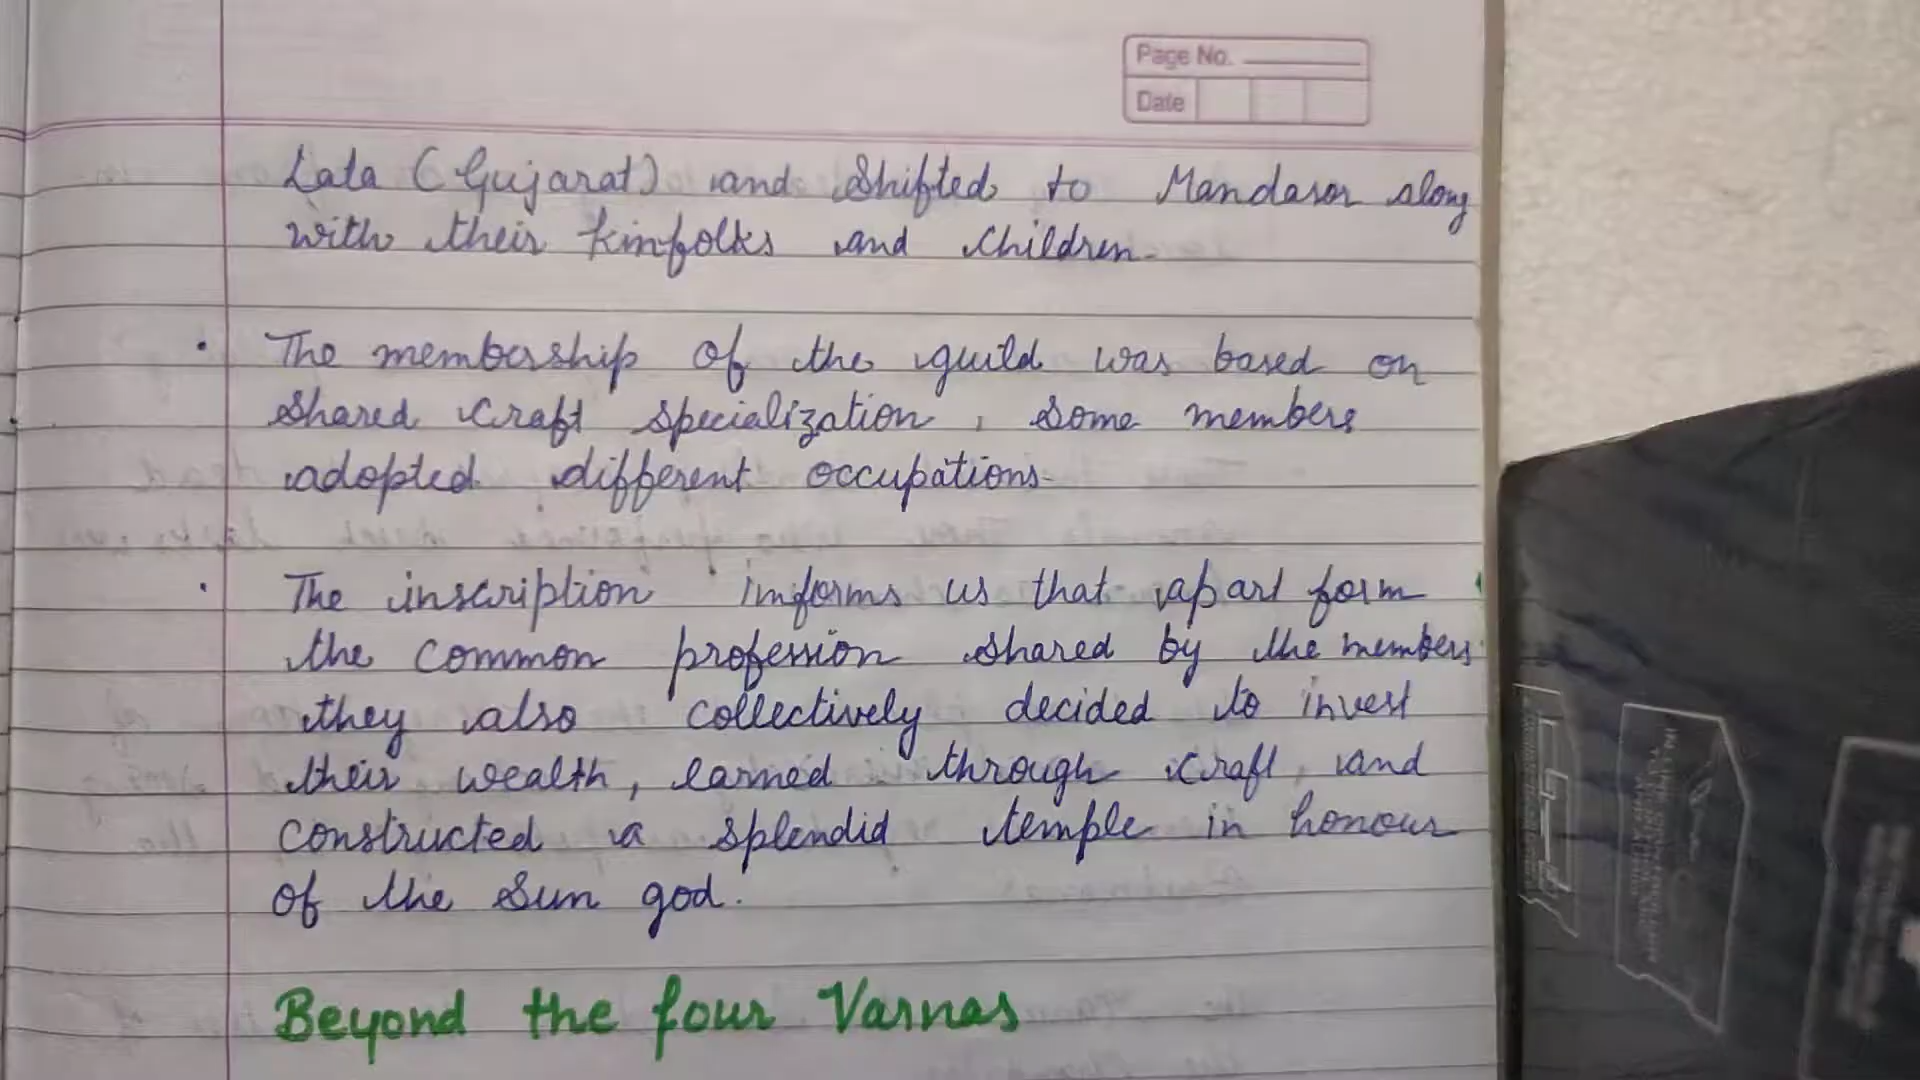 Page No.
Date
Lata (Gujarat) and shifted to Mandasor along
with their kinfolks and children.
The membership of the guild was based on
shared craft specialization, some members
adopted different occupations.
The inscription imforms us that apart form
the common profession shared by the members
they also collectively decided to invest
their wealth, earned through craft, and
constructed a splendid temple in honour
of the Sun god.
Beyond the four Varnas